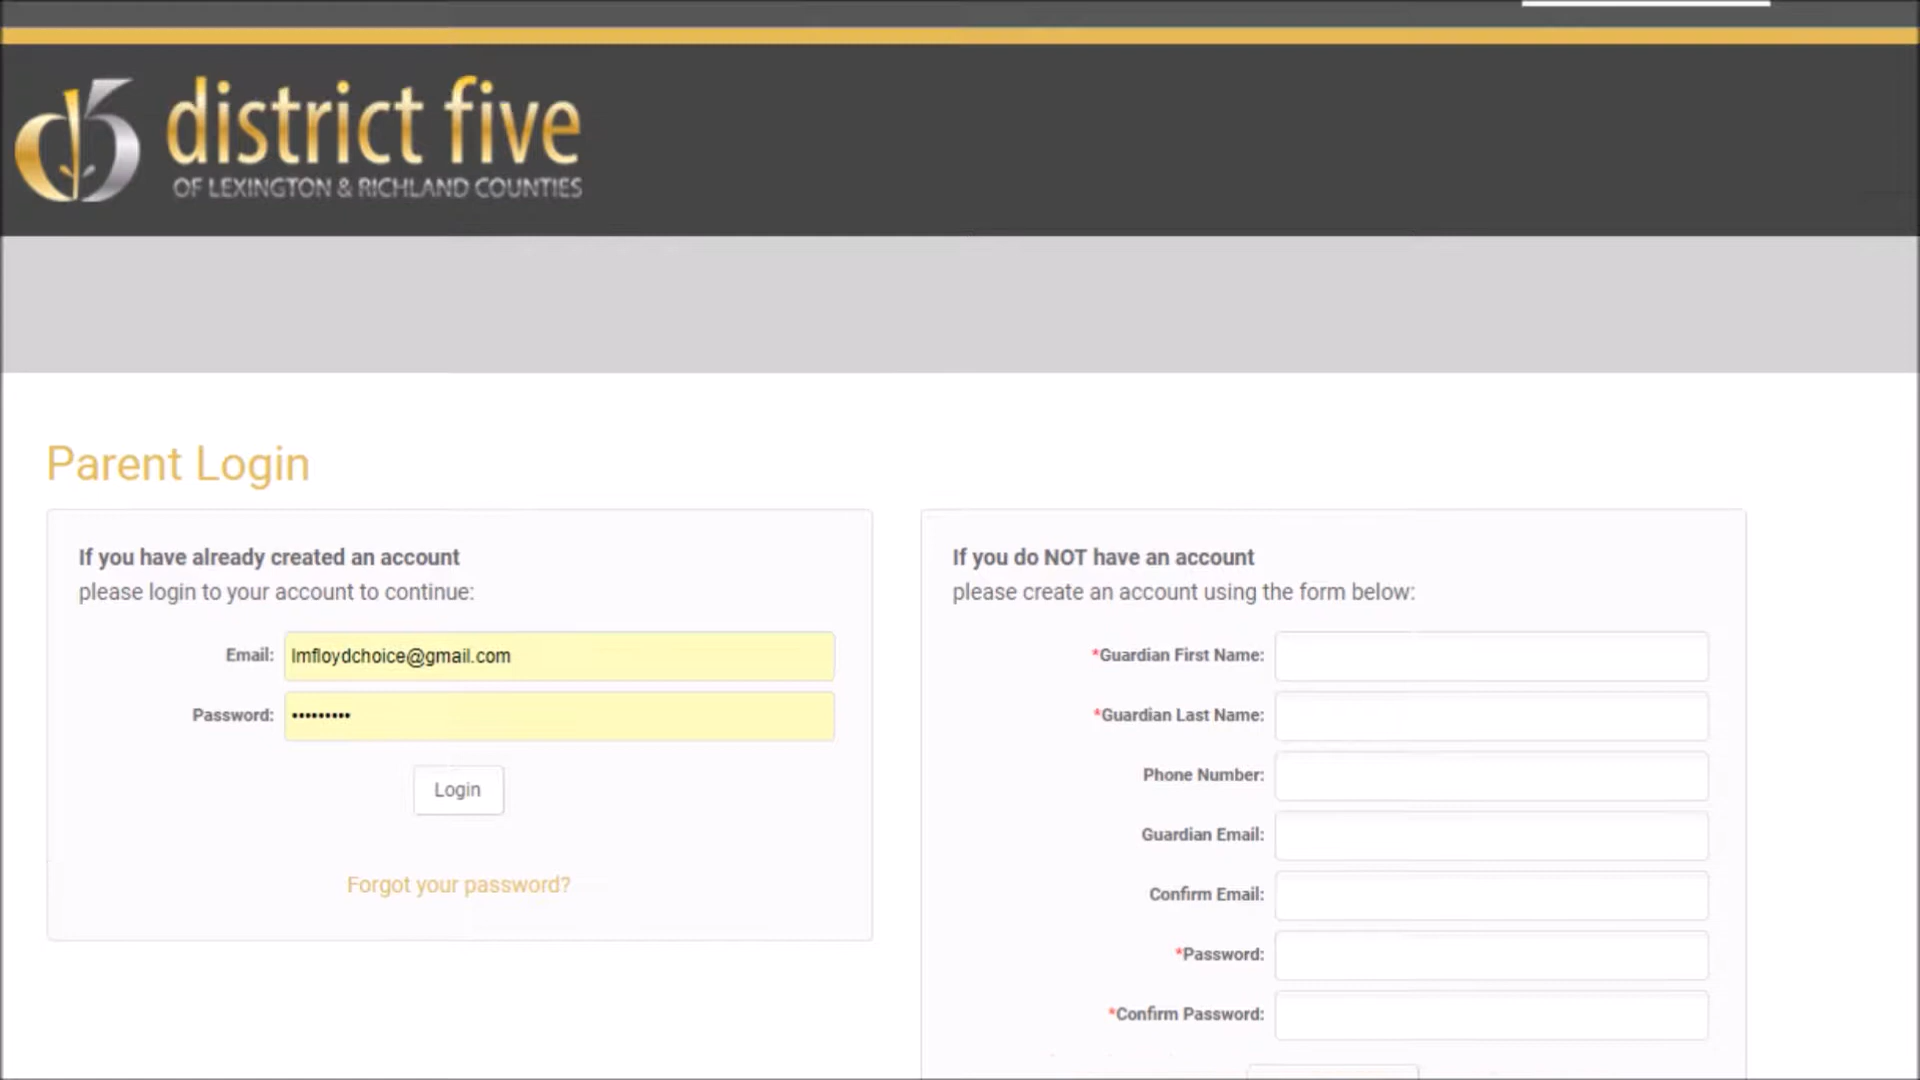 district five
OF LEXINGTON & RICHLAND COUNTIES
Parent Login
If you have already created an account
please login to your account to continue:
Email: lmfloydchoice@gmail.com
Password: •••••••••
Login
Forgot your password?
If you do NOT have an account
please create an account using the form below:
*Guardian First Name:
*Guardian Last Name:
Phone Number:
Guardian Email:
Confirm Email:
*Password:
*Confirm Password: